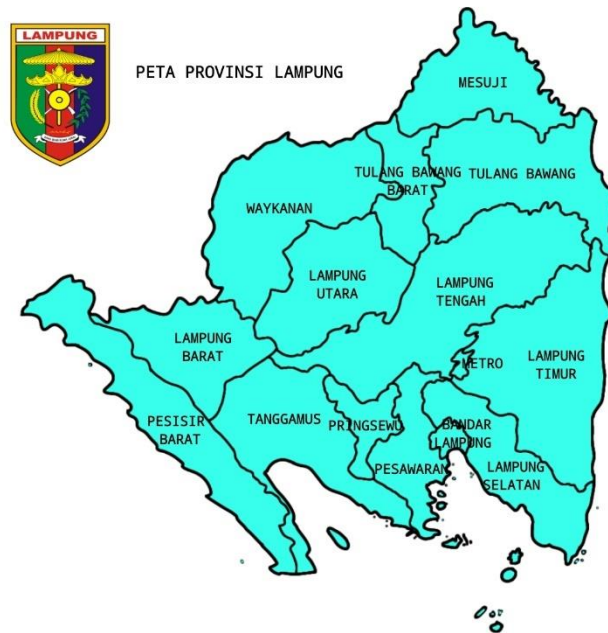 LAMPUNG
PETA PROVINSI LAMPUNG
MESUJI
TULANG BAWANG
BARAT
TULANG BAWANG
WAYKANAN
LAMPUNG
UTARA
LAMPUNG
TENGAH
LAMPUNG
BARAT
METRO
LAMPUNG
TIMUR
PESISIR
BARAT
TANGGAMUS
PRINGSEWU
BANDAR
LAMPUNG
PESAWARAN
LAMPUNG
SELATAN